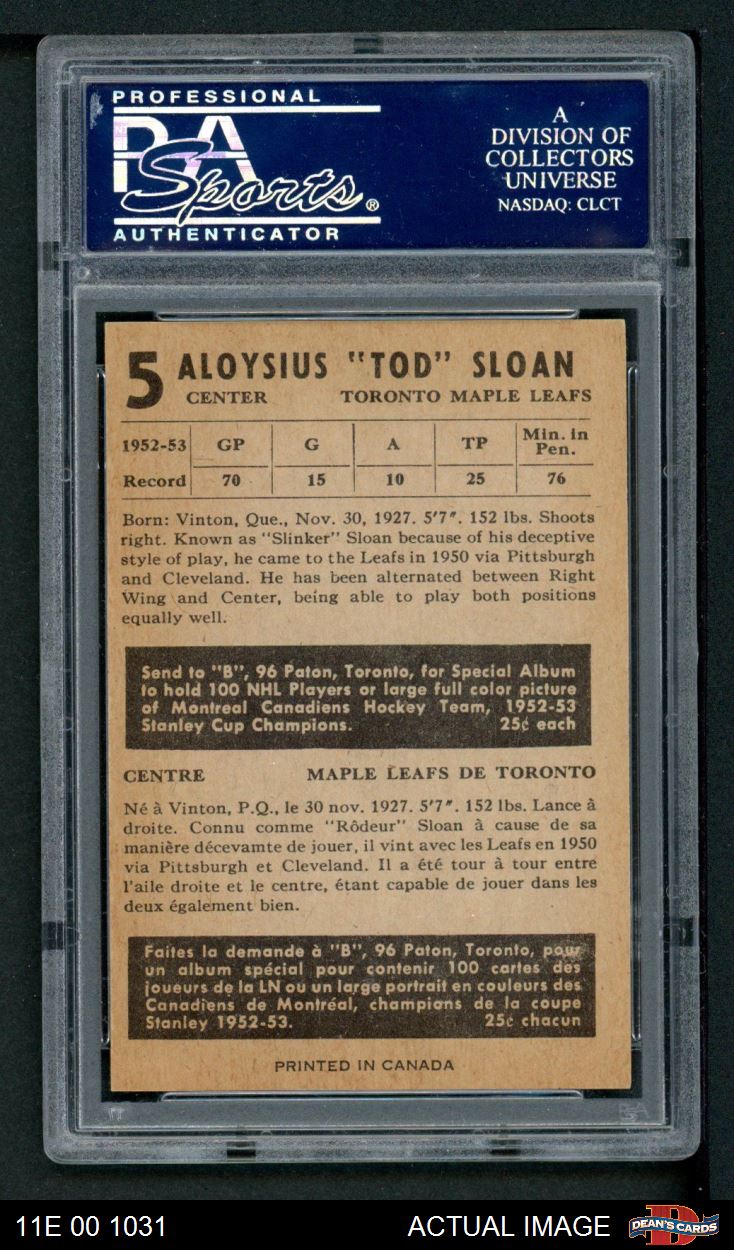 PROFESSIONAL
PSA
Sports®
AUTHENTICATOR
A
DIVISION OF
COLLECTORS
UNIVERSE
NASDAQ: CLCT
5 ALOYSIUS "TOD" SLOAN
CENTER TORONTO MAPLE LEAFS
1952-53 GP G A TP Min. in Pen.
Record 70 15 10 25 76
Born: Vinton, Que., Nov. 30, 1927. 5'7". 152 lbs. Shoots
right. Known as "Slinker" Sloan because of his deceptive
style of play, he came to the Leafs in 1950 via Pittsburgh
and Cleveland. He has been alternated between Right
Wing and Center, being able to play both positions
equally well.
Send to "B", 96 Paton, Toronto, for Special Album
to hold 100 NHL Players or large full color picture
of Montreal Canadiens Hockey Team, 1952-53
Stanley Cup Champions. 25¢ each
CENTRE MAPLE LEAFS DE TORONTO
Né à Vinton, P.Q., le 30 nov. 1927. 5'7". 152 lbs. Lance à
droite. Connu comme "Rôdeur" Sloan à cause de sa
manière décevamte de jouer, il vint avec les Leafs en 1950
via Pittsburgh et Cleveland. Il a été tour à tour entre
l'aile droite et le centre, étant capable de jouer dans les
deux également bien.
Faites la demande à "B", 96 Paton, Toronto, pour
un album spécial pour contenir 100 cartes des
joueurs de la LN ou un large portrait en couleurs des
Canadiens de Montréal, champions de la coupe
Stanley 1952-53. 25¢ chacun
PRINTED IN CANADA
11E 00 1031 ACTUAL IMAGE DEAN'S CARDS